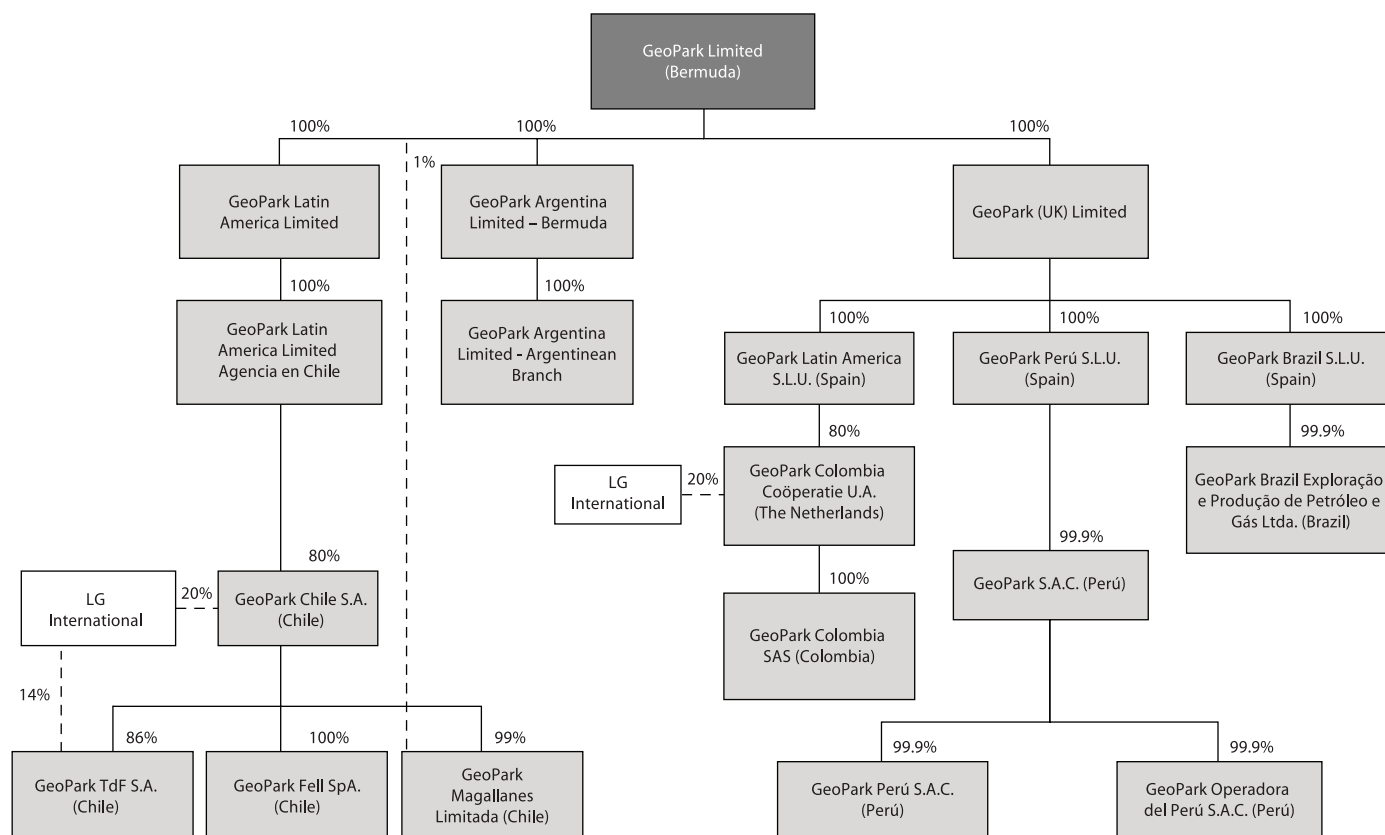 GeoPark Limited
(Bermuda)
100%
100%
100%
1%
GeoPark Latin
America Limited
GeoPark Argentina
Limited – Bermuda
GeoPark (UK) Limited
100%
100%
GeoPark Latin
America Limited
Agencia en Chile
GeoPark Argentina
Limited - Argentinean
Branch
100%
100%
100%
GeoPark Latin America
S.L.U. (Spain)
GeoPark Perú S.L.U.
(Spain)
GeoPark Brazil S.L.U.
(Spain)
80%
99.9%
LG
International
20%
GeoPark Colombia
Coöperatie U.A.
(The Netherlands)
GeoPark Brazil Exploração
e Produção de Petróleo e
Gás Ltda. (Brazil)
99.9%
80%
LG
International
20%
GeoPark Chile S.A.
(Chile)
100%
GeoPark S.A.C. (Perú)
GeoPark Colombia
SAS (Colombia)
14%
86%
100%
99%
99.9%
99.9%
GeoPark TdF S.A.
(Chile)
GeoPark Fell SpA.
(Chile)
GeoPark
Magallanes
Limitada (Chile)
GeoPark Perú S.A.C.
(Perú)
GeoPark Operadora
del Perú S.A.C. (Perú)